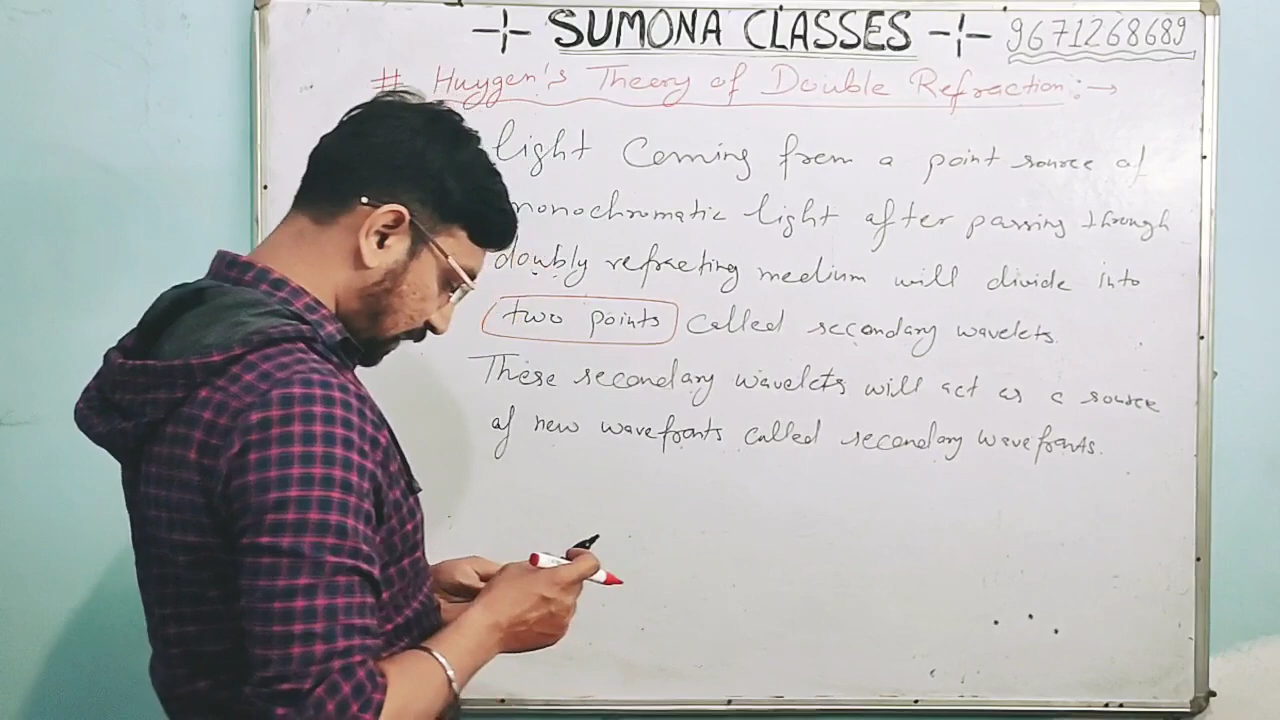 SUMONA CLASSES 9671268689
# Huygen's Theory of Double Refraction:→
light Coming from a point source of
monochromatic light after passing through
doubly refracting medium will divide into
two points called secondary wavelets.
These secondary wavelets will act as a source
of new wavefronts called secondary wavefronts.